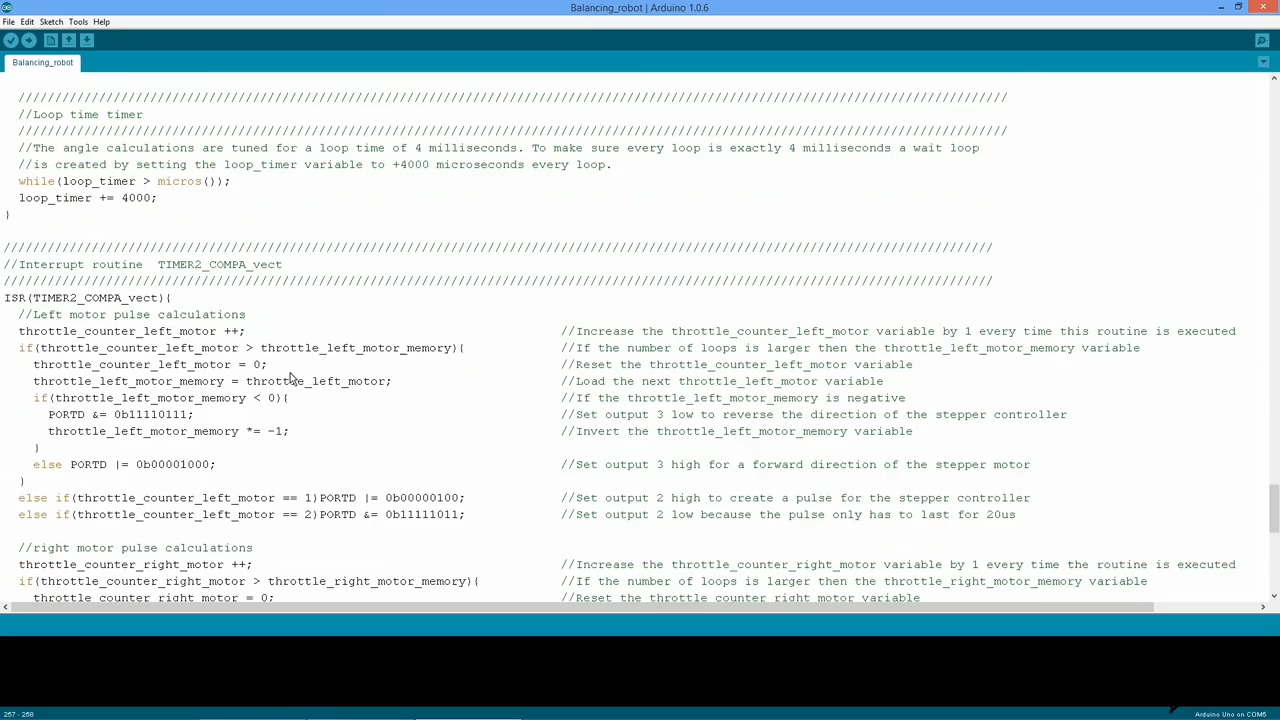 Balancing_robot | Arduino 1.0.6
File Edit Sketch Tools Help
Balancing_robot
///////////////////////////////////////////////////////////////////////////////////////////////////////////////////////////////////////
//Loop time timer
///////////////////////////////////////////////////////////////////////////////////////////////////////////////////////////////////////
//The angle calculations are tuned for a loop time of 4 milliseconds. To make sure every loop is exactly 4 milliseconds a wait loop
//is created by setting the loop_timer variable to +4000 microseconds every loop.
while(loop_timer > micros());
loop_timer += 4000;
}
///////////////////////////////////////////////////////////////////////////////////////////////////////////////////////////////////////
//Interrupt routine  TIMER2_COMPA_vect
///////////////////////////////////////////////////////////////////////////////////////////////////////////////////////////////////////
ISR(TIMER2_COMPA_vect){
//Left motor pulse calculations
throttle_counter_left_motor ++; //Increase the throttle_counter_left_motor variable by 1 every time this routine is executed
if(throttle_counter_left_motor > throttle_left_motor_memory){ //If the number of loops is larger then the throttle_left_motor_memory variable
throttle_counter_left_motor = 0; //Reset the throttle_counter_left_motor variable
throttle_left_motor_memory = throttle_left_motor; //Load the next throttle_left_motor variable
if(throttle_left_motor_memory < 0){ //If the throttle_left_motor_memory is negative
PORTD &= 0b11110111; //Set output 3 low to reverse the direction of the stepper controller
throttle_left_motor_memory *= -1; //Invert the throttle_left_motor_memory variable
}
else PORTD |= 0b00001000; //Set output 3 high for a forward direction of the stepper motor
}
else if(throttle_counter_left_motor == 1)PORTD |= 0b00000100; //Set output 2 high to create a pulse for the stepper controller
else if(throttle_counter_left_motor == 2)PORTD &= 0b11111011; //Set output 2 low because the pulse only has to last for 20us
//right motor pulse calculations
throttle_counter_right_motor ++; //Increase the throttle_counter_right_motor variable by 1 every time the routine is executed
if(throttle_counter_right_motor > throttle_right_motor_memory){ //If the number of loops is larger then the throttle_right_motor_memory variable
throttle_counter_right_motor = 0; //Reset the throttle_counter_right_motor variable
257 - 258
Arduino Uno on COM5